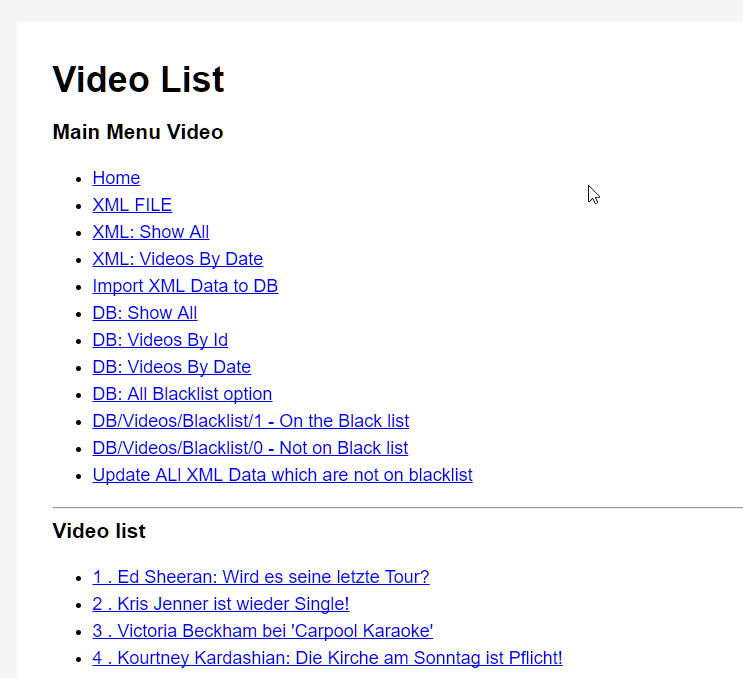 Video List
Main Menu Video
Home
XML FILE
XML: Show All
XML: Videos By Date
Import XML Data to DB
DB: Show All
DB: Videos By Id
DB: Videos By Date
DB: All Blacklist option
DB/Videos/Blacklist/1 - On the Black list
DB/Videos/Blacklist/0 - Not on Black list
Update ALl XML Data which are not on blacklist
Video list
1 . Ed Sheeran: Wird es seine letzte Tour?
2 . Kris Jenner ist wieder Single!
3 . Victoria Beckham bei 'Carpool Karaoke'
4 . Kourtney Kardashian: Die Kirche am Sonntag ist Pflicht!